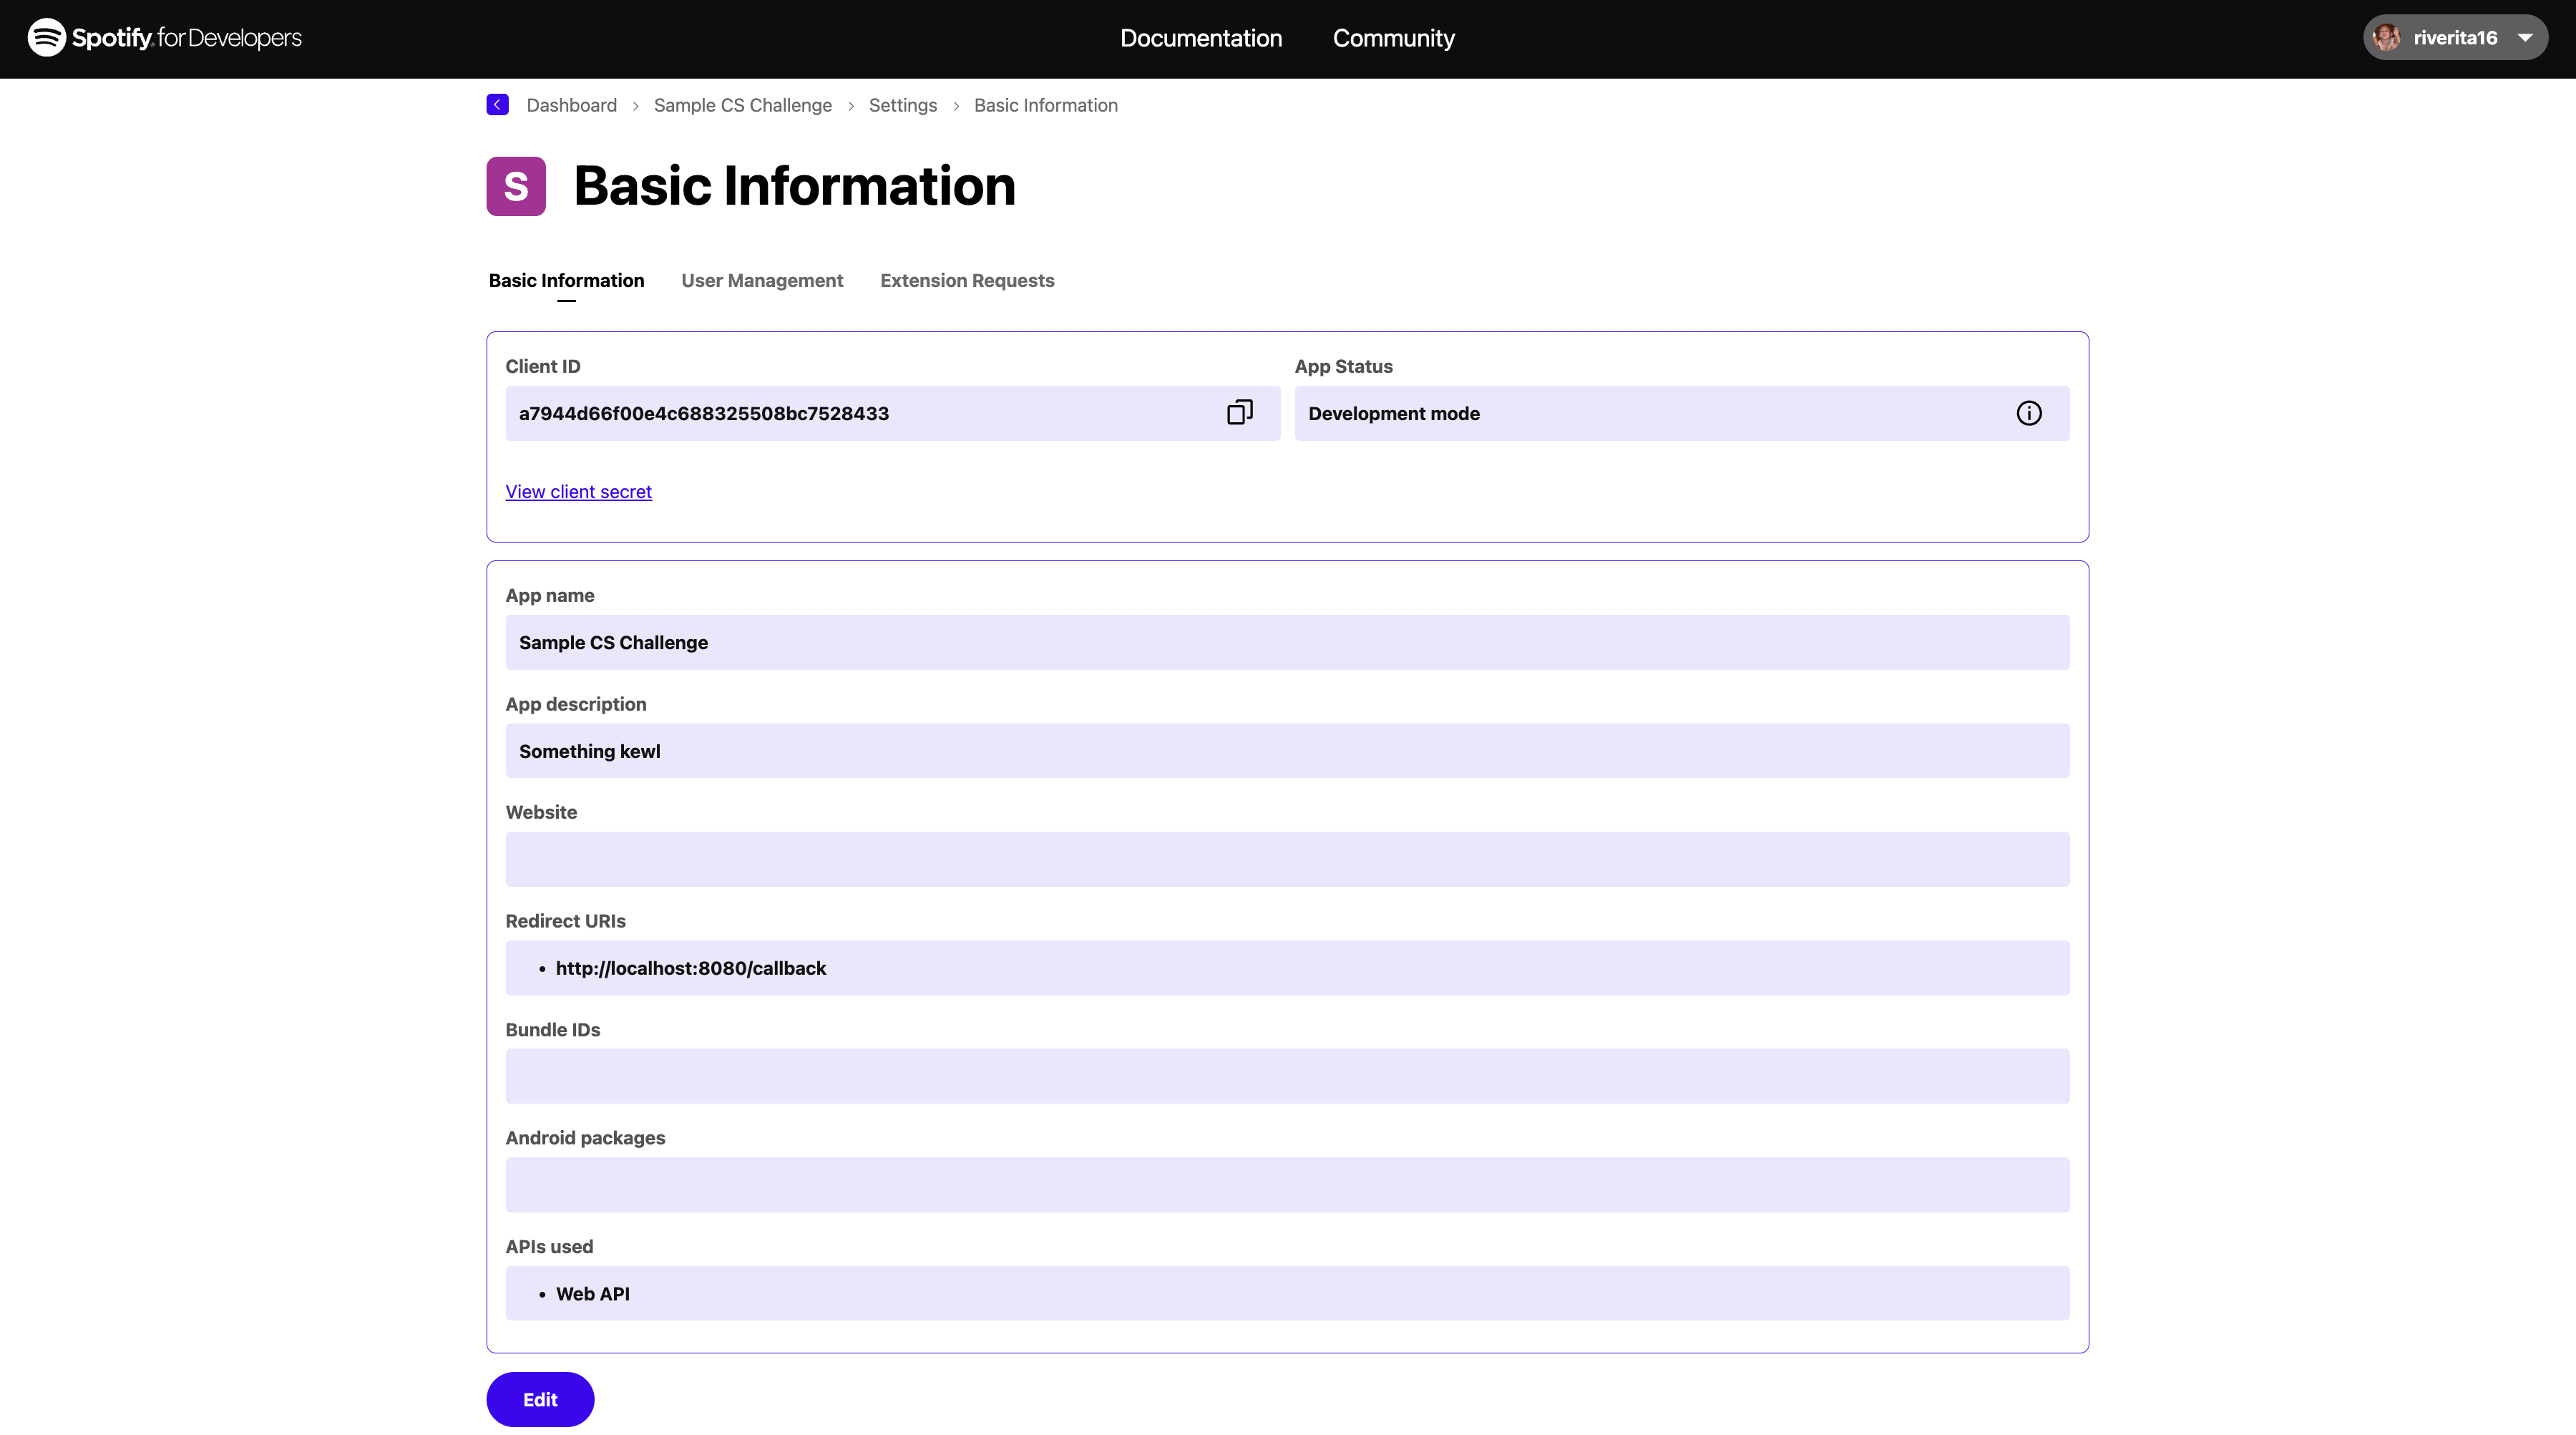 Spotify for Developers
Documentation
Community
riverita16
Dashboard > Sample CS Challenge > Settings > Basic Information
S
Basic Information
Basic Information
User Management
Extension Requests
Client ID
a7944d66f00e4c688325508bc7528433
App Status
Development mode
View client secret
App name
Sample CS Challenge
App description
Something kewl
Website
Redirect URIs
• http://localhost:8080/callback
Bundle IDs
Android packages
APIs used
• Web API
Edit